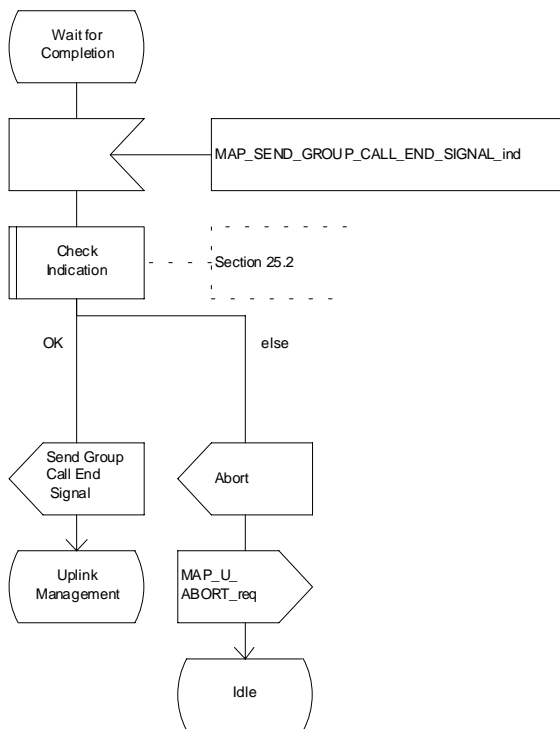 Wait for
Completion
MAP_SEND_GROUP_CALL_END_SIGNAL_ind
Check
Indication
Section 25.2
OK
else
Send Group
Call End
Signal
Abort
Uplink
Management
MAP_U_
ABORT_req
Idle